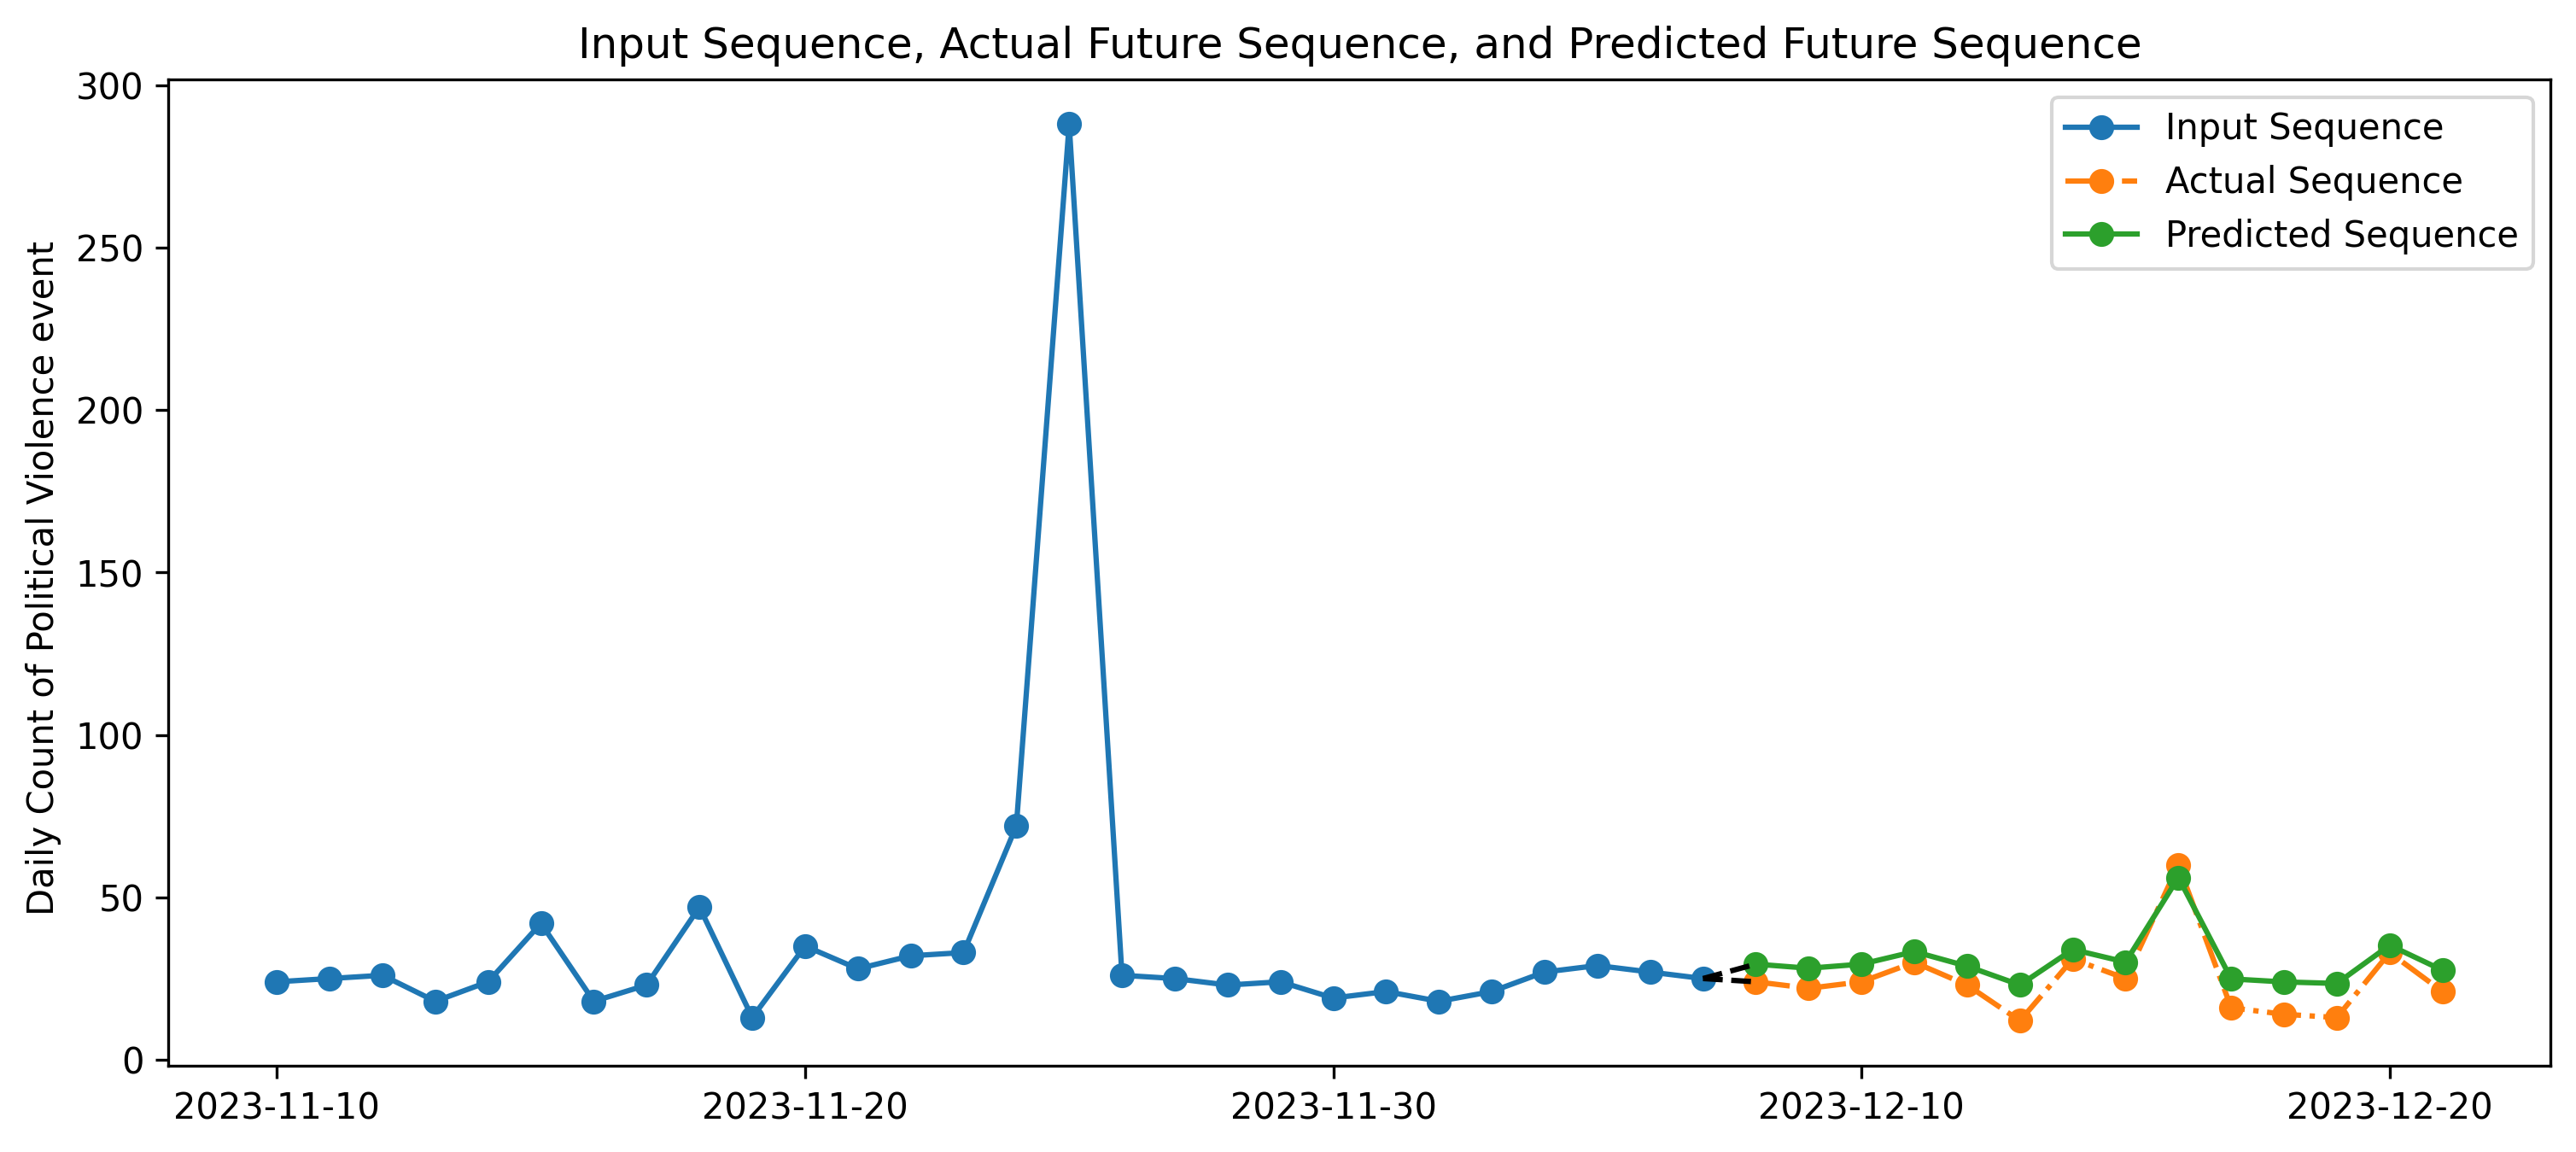 Input Sequence, Actual Future Sequence, and Predicted Future Sequence
Daily Count of Political Violence event
300
250
200
150
100
50
0
Input Sequence
Actual Sequence
Predicted Sequence
2023-11-10
2023-11-20
2023-11-30
2023-12-10
2023-12-20